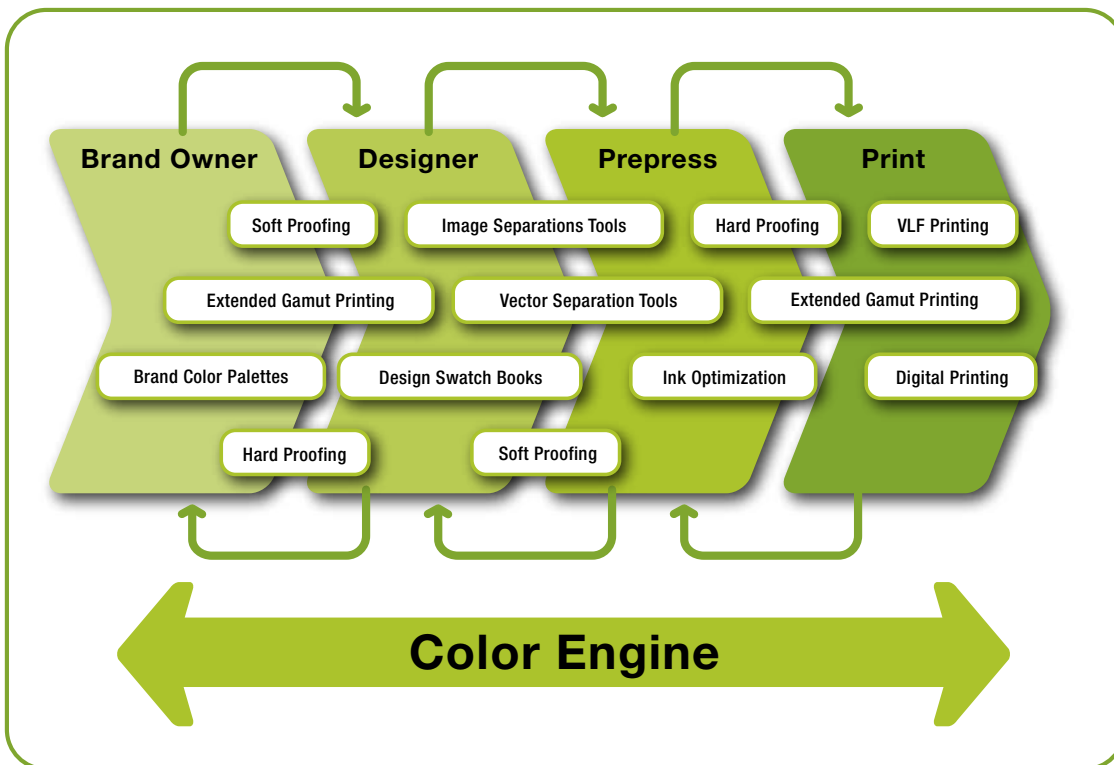 Brand Owner
Designer
Prepress
Print
Soft Proofing
Image Separations Tools
Hard Proofing
VLF Printing
Extended Gamut Printing
Vector Separation Tools
Extended Gamut Printing
Brand Color Palettes
Design Swatch Books
Ink Optimization
Digital Printing
Hard Proofing
Soft Proofing
Color Engine